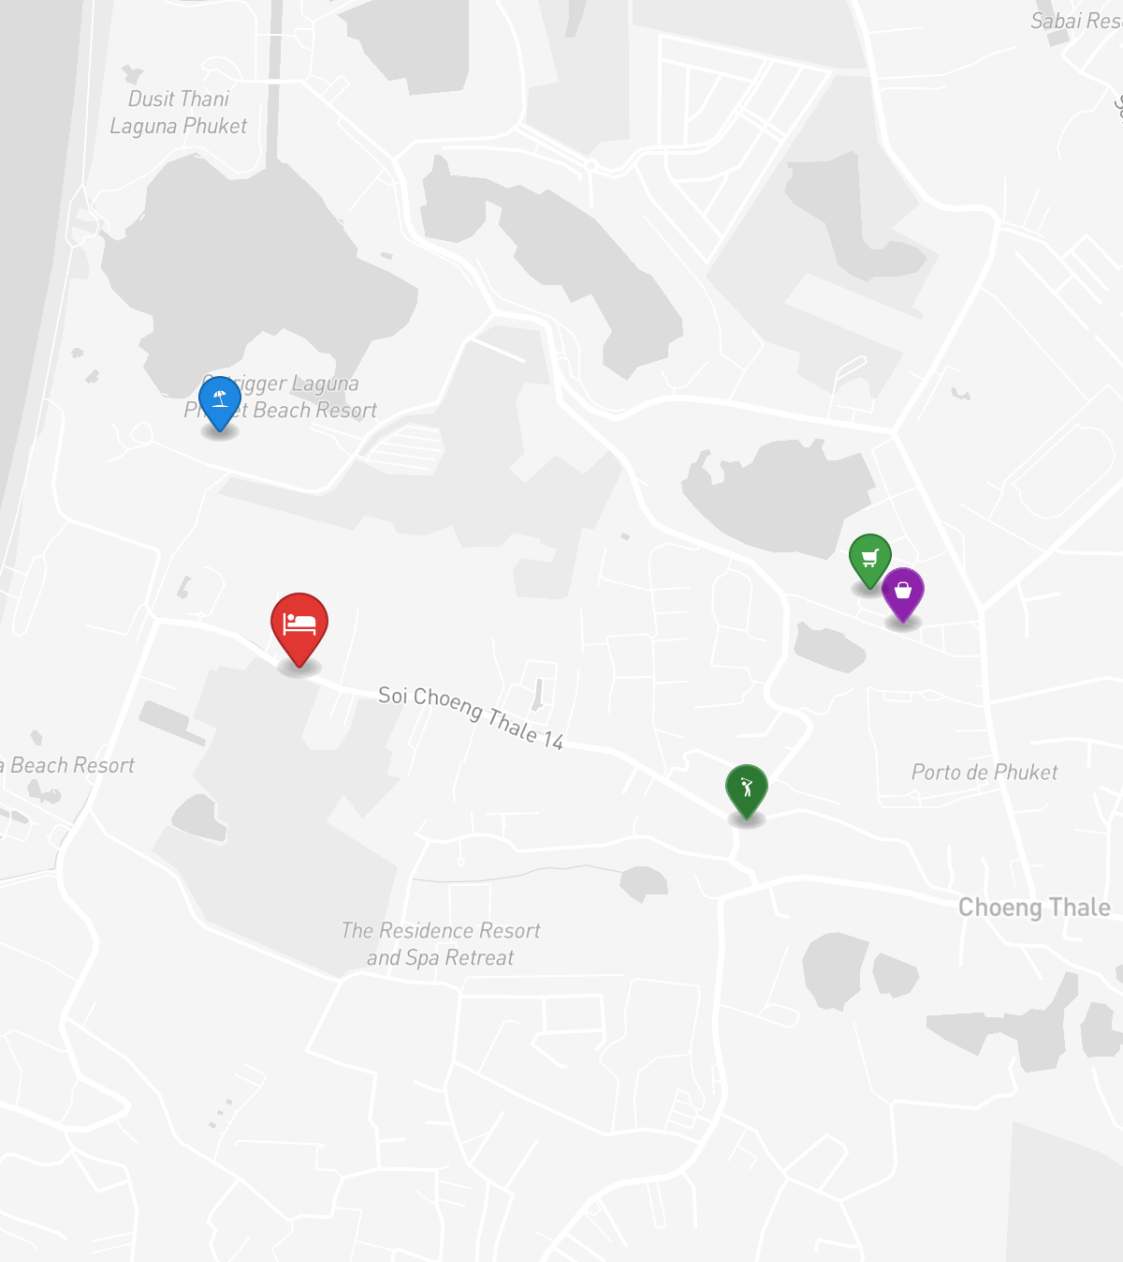 Sabai Res
Dusit Thani
Laguna Phuket
Laguna
Beach Resort
Soi Choeng Thale 14
a Beach Resort
Porto de Phuket
Choeng Thale
The Residence Resort
and Spa Retreat